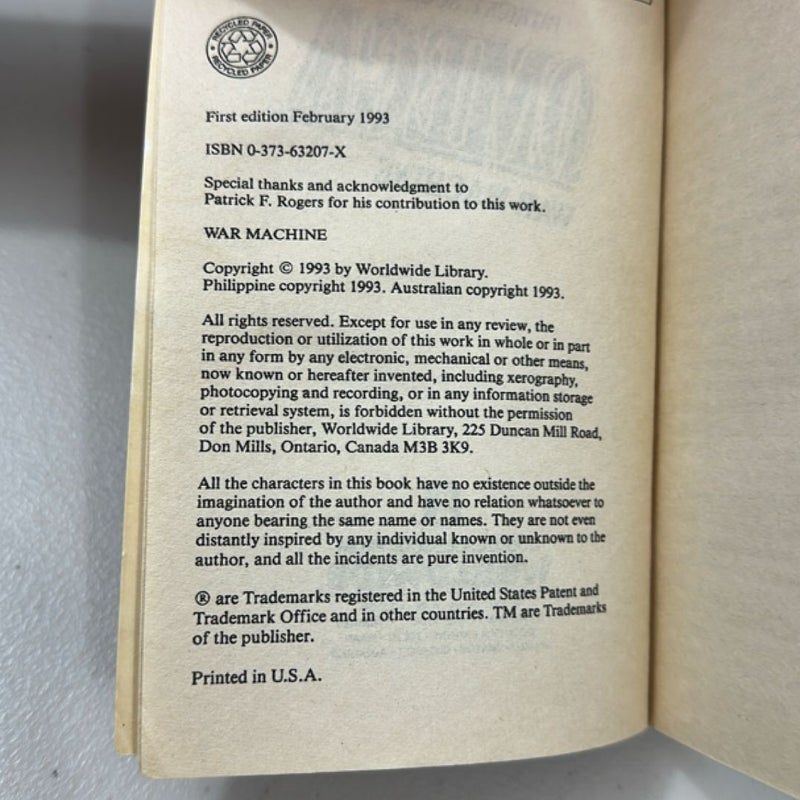 RECYCLED PAPER
RECYCLED PAPER
First edition February 1993
ISBN 0-373-63207-X
Special thanks and acknowledgment to
Patrick F. Rogers for his contribution to this work.
WAR MACHINE
Copyright © 1993 by Worldwide Library.
Philippine copyright 1993. Australian copyright 1993.
All rights reserved. Except for use in any review, the
reproduction or utilization of this work in whole or in part
in any form by any electronic, mechanical or other means,
now known or hereafter invented, including xerography,
photocopying and recording, or in any information storage
or retrieval system, is forbidden without the permission
of the publisher, Worldwide Library, 225 Duncan Mill Road,
Don Mills, Ontario, Canada M3B 3K9.
All the characters in this book have no existence outside the
imagination of the author and have no relation whatsoever to
anyone bearing the same name or names. They are not even
distantly inspired by any individual known or unknown to the
author, and all the incidents are pure invention.
® are Trademarks registered in the United States Patent and
Trademark Office and in other countries. TM are Trademarks
of the publisher.
Printed in U.S.A.